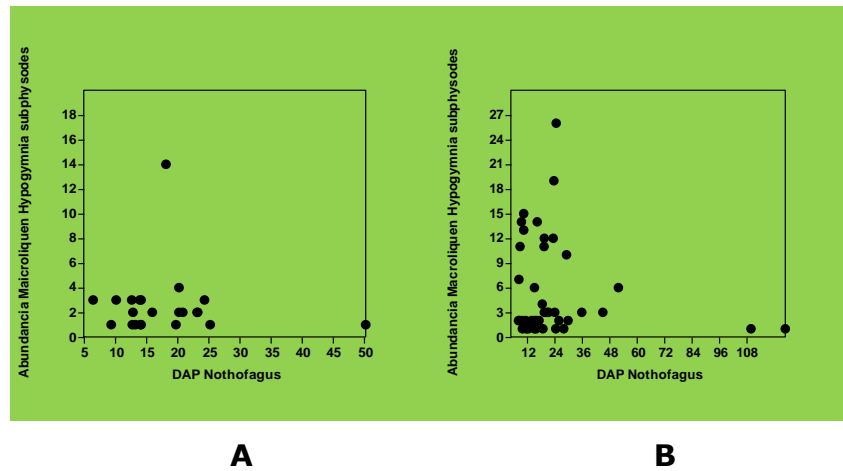 Abundancia Maicroliquen Hypogymnia subphysodes
18
16
14
12
10
8
6
4
2
0
5 10 15 20 25 30 35 40 45 50
DAP Nothofagus
Abundancia Macroliquen Hypogymnia subphysodes
27
24
21
18
15
12
9
6
3
0
12 24 36 48 60 72 84 96 108
DAP Nothofagus
A
B